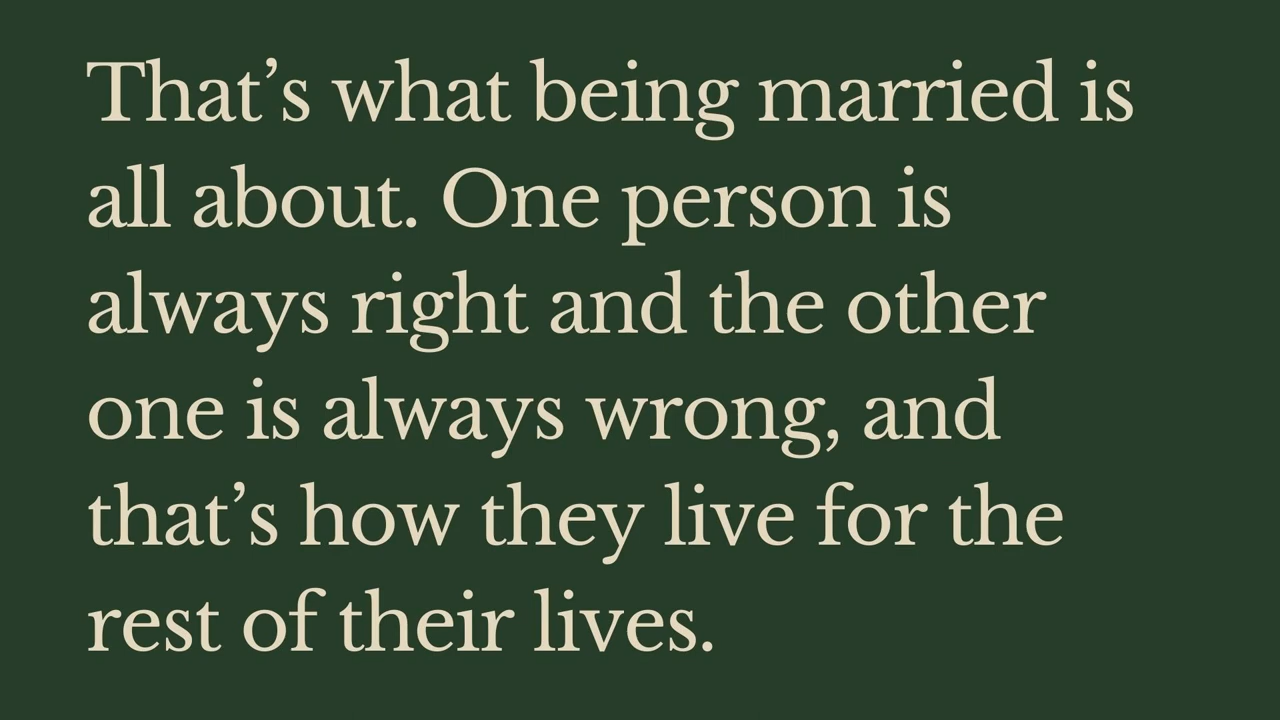 That’s what being married is
all about. One person is
always right and the other
one is always wrong, and
that’s how they live for the
rest of their lives.